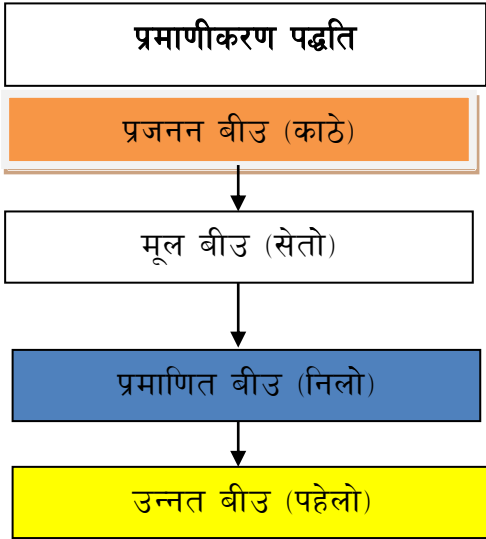 प्रमाणीकरण पद्धति
प्रजनन बीउ (काठे)
मूल बीउ (सेतो)
प्रमाणित बीउ (निलो)
उन्नत बीउ (पहेलो)